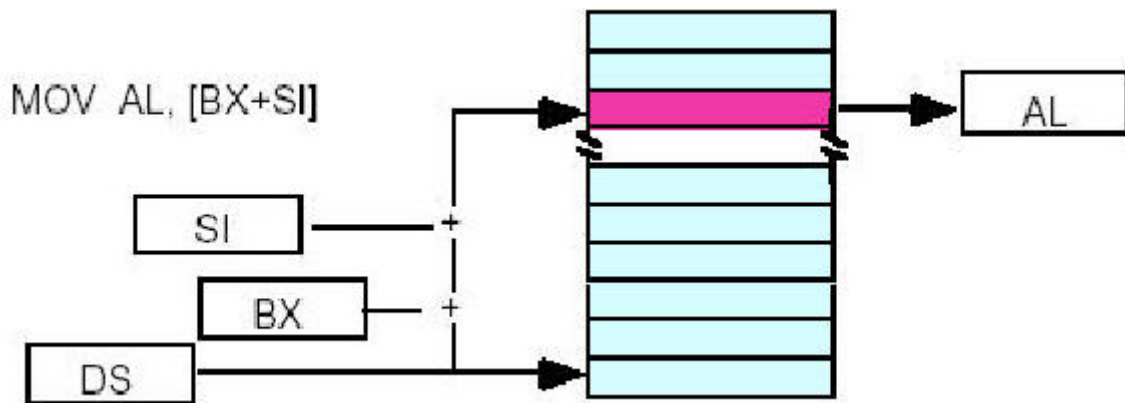 MOV AL, [BX+SI]
AL
SI
+
BX
+
DS